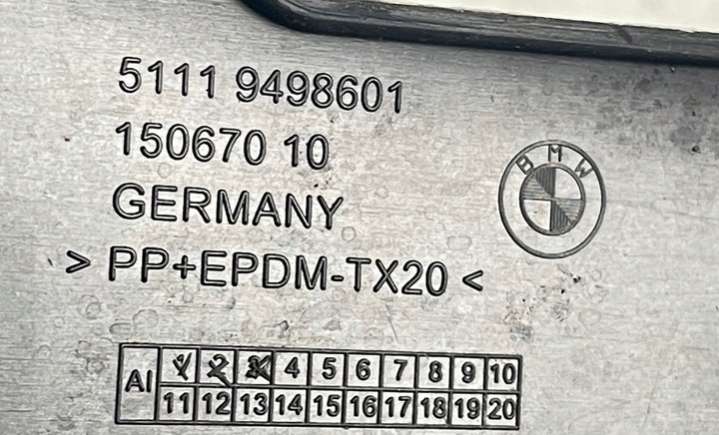 5111 9498601
150670 10
GERMANY
BMW
> PP+EPDM-TX20 <
AI 1 2 3 4 5 6 7 8 9 10
11 12 13 14 15 16 17 18 19 20